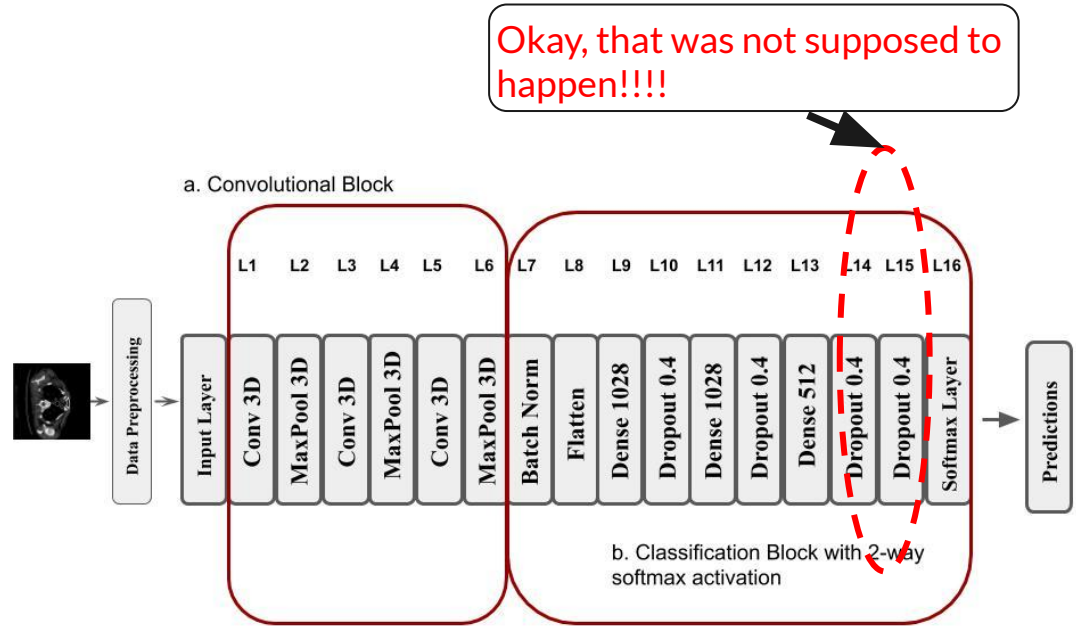 Okay, that was not supposed to
happen!!!!
a. Convolutional Block
L1 L2 L3 L4 L5 L6 L7 L8 L9 L10 L11 L12 L13 L14 L15 L16
Data Preprocessing
Input Layer
Conv 3D
MaxPool 3D
Conv 3D
MaxPool 3D
Conv 3D
MaxPool 3D
Batch Norm
Flatten
Dense 1028
Dropout 0.4
Dense 1028
Dropout 0.4
Dense 512
Dropout 0.4
Dropout 0.4
Softmax Layer
Predictions
b. Classification Block with 2-way
softmax activation